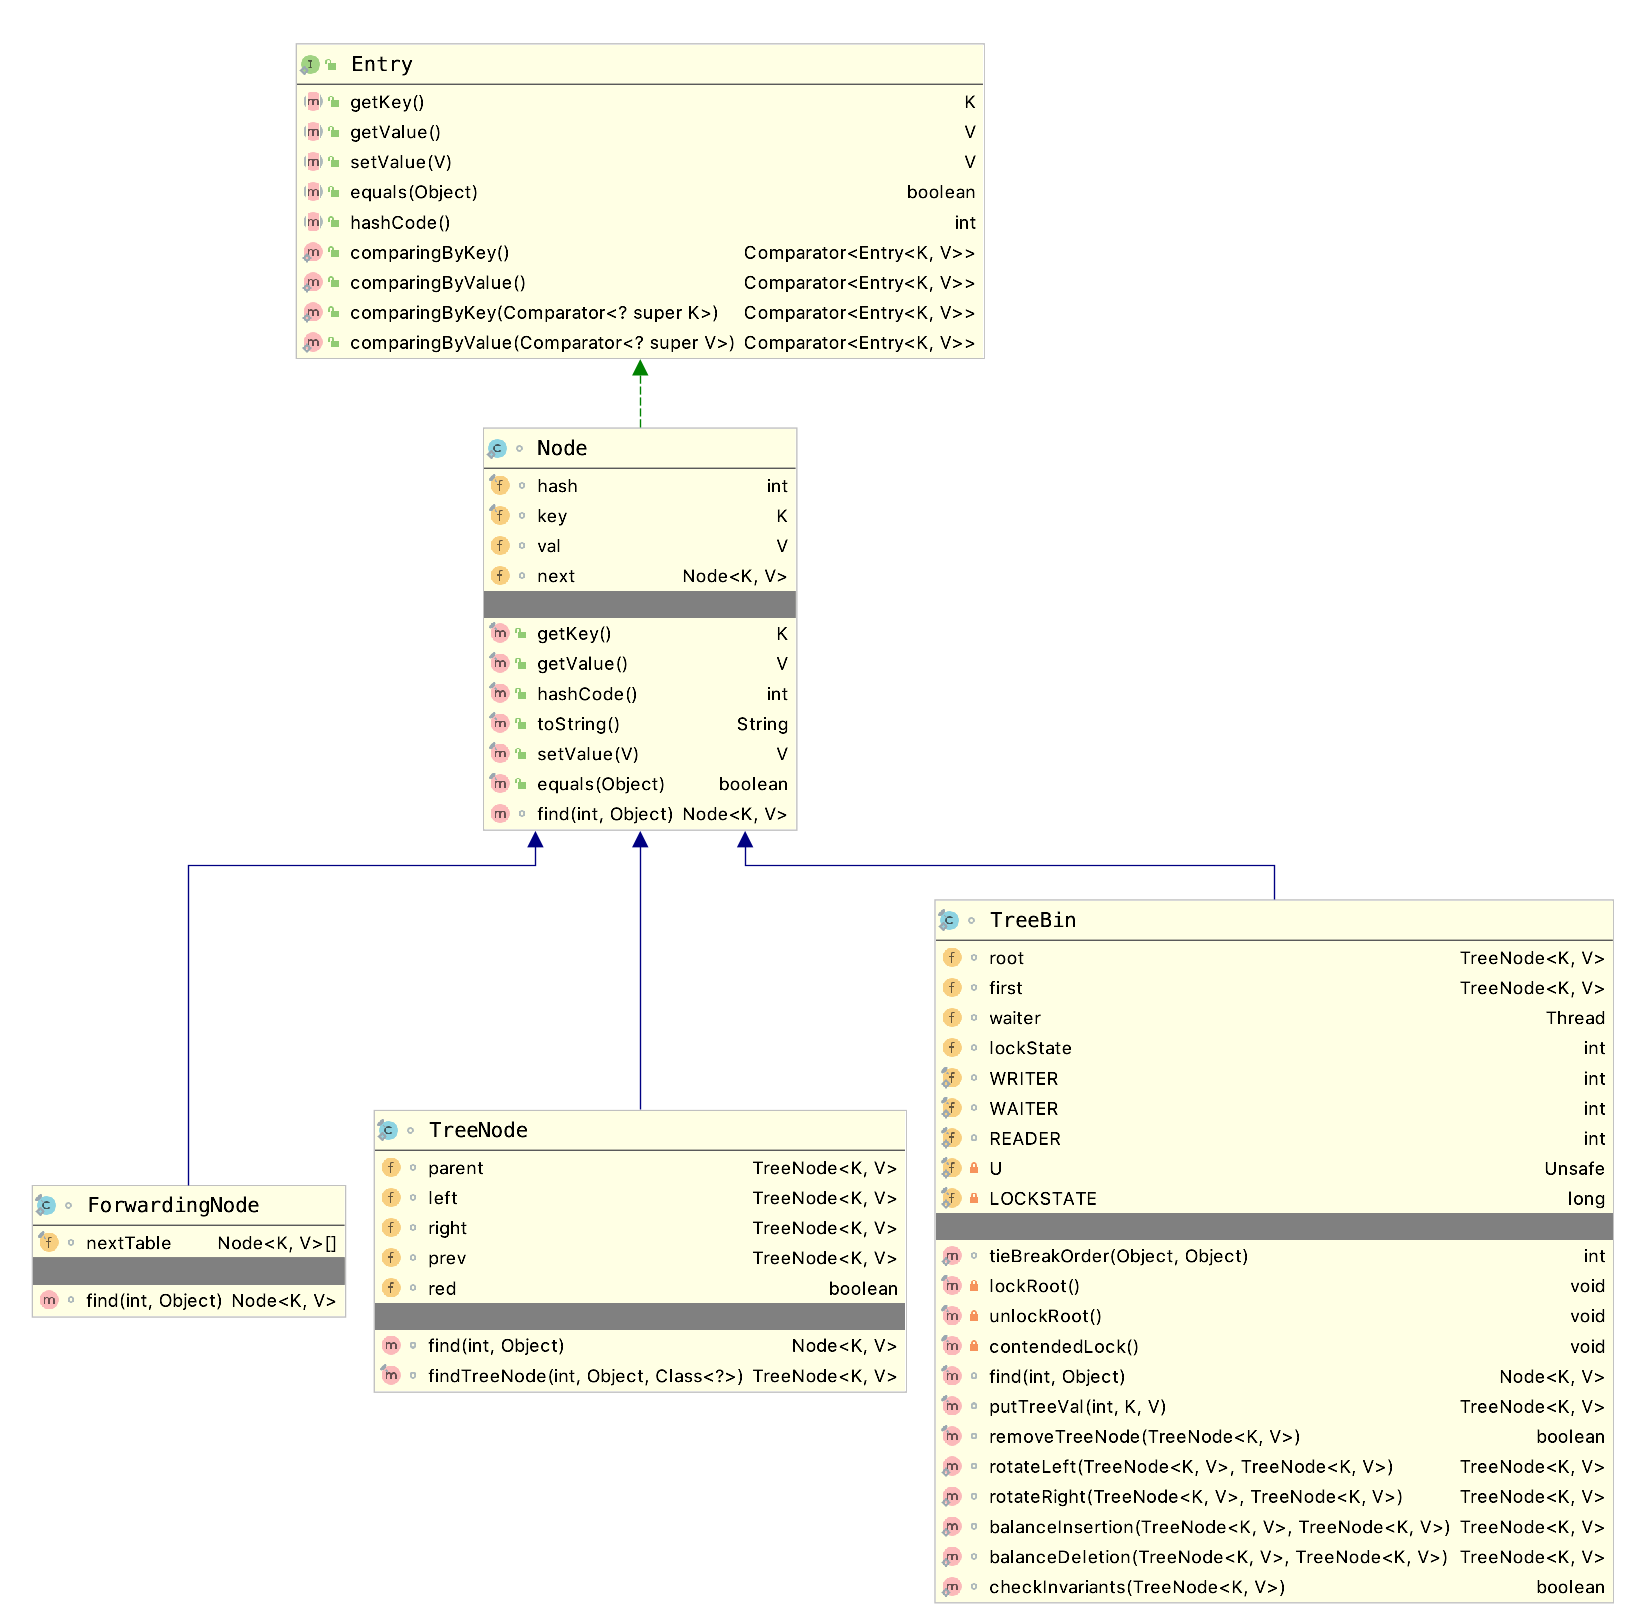 Entry
getKey() K
getValue() V
setValue(V) V
equals(Object) boolean
hashCode() int
comparingByKey() Comparator<Entry<K, V>>
comparingByValue() Comparator<Entry<K, V>>
comparingByKey(Comparator<? super K>) Comparator<Entry<K, V>>
comparingByValue(Comparator<? super V>) Comparator<Entry<K, V>>
Node
hash int
key K
val V
next Node<K, V>
getKey() K
getValue() V
hashCode() int
toString() String
setValue(V) V
equals(Object) boolean
find(int, Object) Node<K, V>
ForwardingNode
nextTable Node<K, V>[]
find(int, Object) Node<K, V>
TreeNode
parent TreeNode<K, V>
left TreeNode<K, V>
right TreeNode<K, V>
prev TreeNode<K, V>
red boolean
find(int, Object) Node<K, V>
findTreeNode(int, Object, Class<?>) TreeNode<K, V>
TreeBin
root TreeNode<K, V>
first TreeNode<K, V>
waiter Thread
lockState int
WRITER int
WAITER int
READER int
U Unsafe
LOCKSTATE long
tieBreakOrder(Object, Object) int
lockRoot() void
unlockRoot() void
contendedLock() void
find(int, Object) Node<K, V>
putTreeVal(int, K, V) TreeNode<K, V>
removeTreeNode(TreeNode<K, V>) boolean
rotateLeft(TreeNode<K, V>, TreeNode<K, V>) TreeNode<K, V>
rotateRight(TreeNode<K, V>, TreeNode<K, V>) TreeNode<K, V>
balanceInsertion(TreeNode<K, V>, TreeNode<K, V>) TreeNode<K, V>
balanceDeletion(TreeNode<K, V>, TreeNode<K, V>) TreeNode<K, V>
checkInvariants(TreeNode<K, V>) boolean